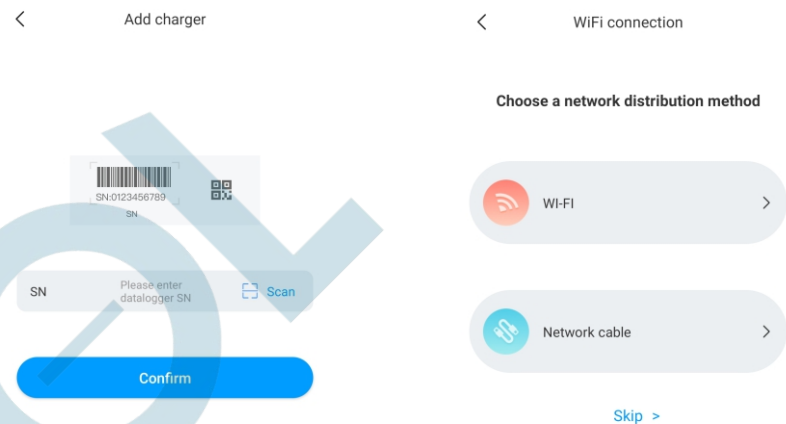 Add charger
SN:0123456789
SN
SN
Please enter
datalogger SN
Scan
Confirm
WiFi connection
Choose a network distribution method
WI-FI
Network cable
Skip >